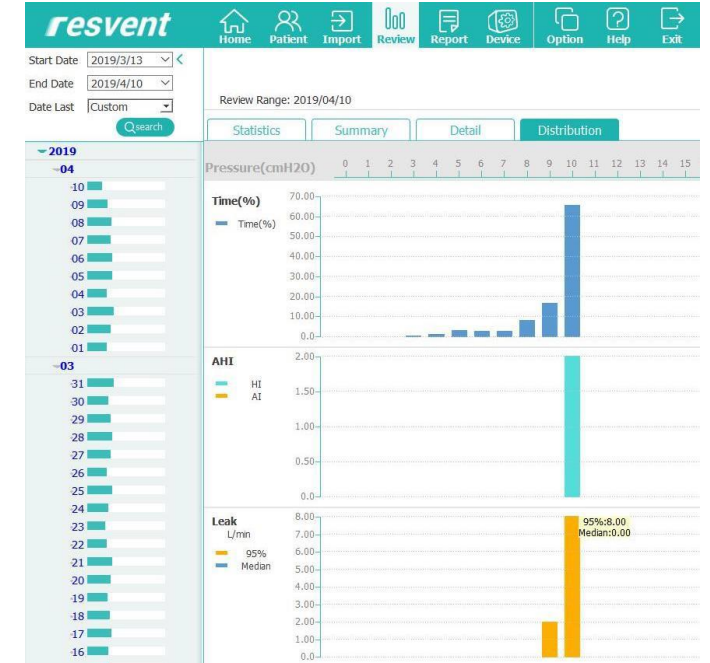 resvent
Home Patient Import Review Report Device Option Help Exit
Start Date 2019/3/13
End Date 2019/4/10
Date Last Custom
search
Review Range: 2019/04/10
Statistics Summary Detail Distribution
2019
04
10
09
08
07
06
05
04
03
02
01
03
31
30
29
28
27
26
25
24
23
22
21
20
19
18
17
16
Pressure(cmH2O) 0 1 2 3 4 5 6 7 8 9 10 11 12 13 14 15
Time(%)
Time(%)
70.00
60.00
50.00
40.00
30.00
20.00
10.00
0.0
AHI
HI
AI
2.00
1.50
1.00
0.50
0.0
Leak
L/min
95%
Median
8.00
7.00
6.00
5.00
4.00
3.00
2.00
1.00
0.0
95%:8.00
Median:0.00